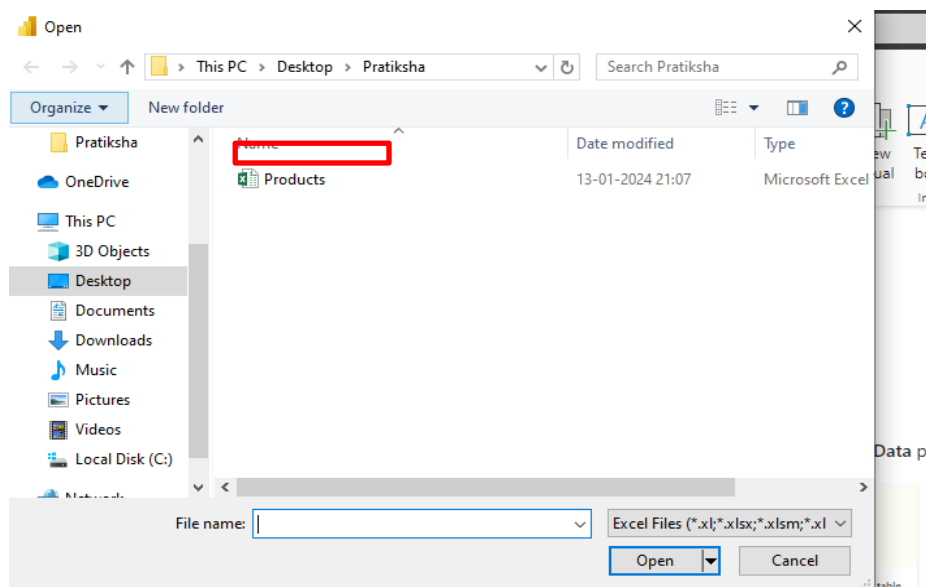 Open
This PC > Desktop > Pratiksha
Search Pratiksha
Organize
New folder
Name
Date modified
Type
Products
13-01-2024 21:07
Microsoft Excel
Pratiksha
OneDrive
This PC
3D Objects
Desktop
Documents
Downloads
Music
Pictures
Videos
Local Disk (C:)
Network
File name:
Excel Files (*.xl;*.xlsx;*.xlsm;*.xl
Open
Cancel
Data p
table